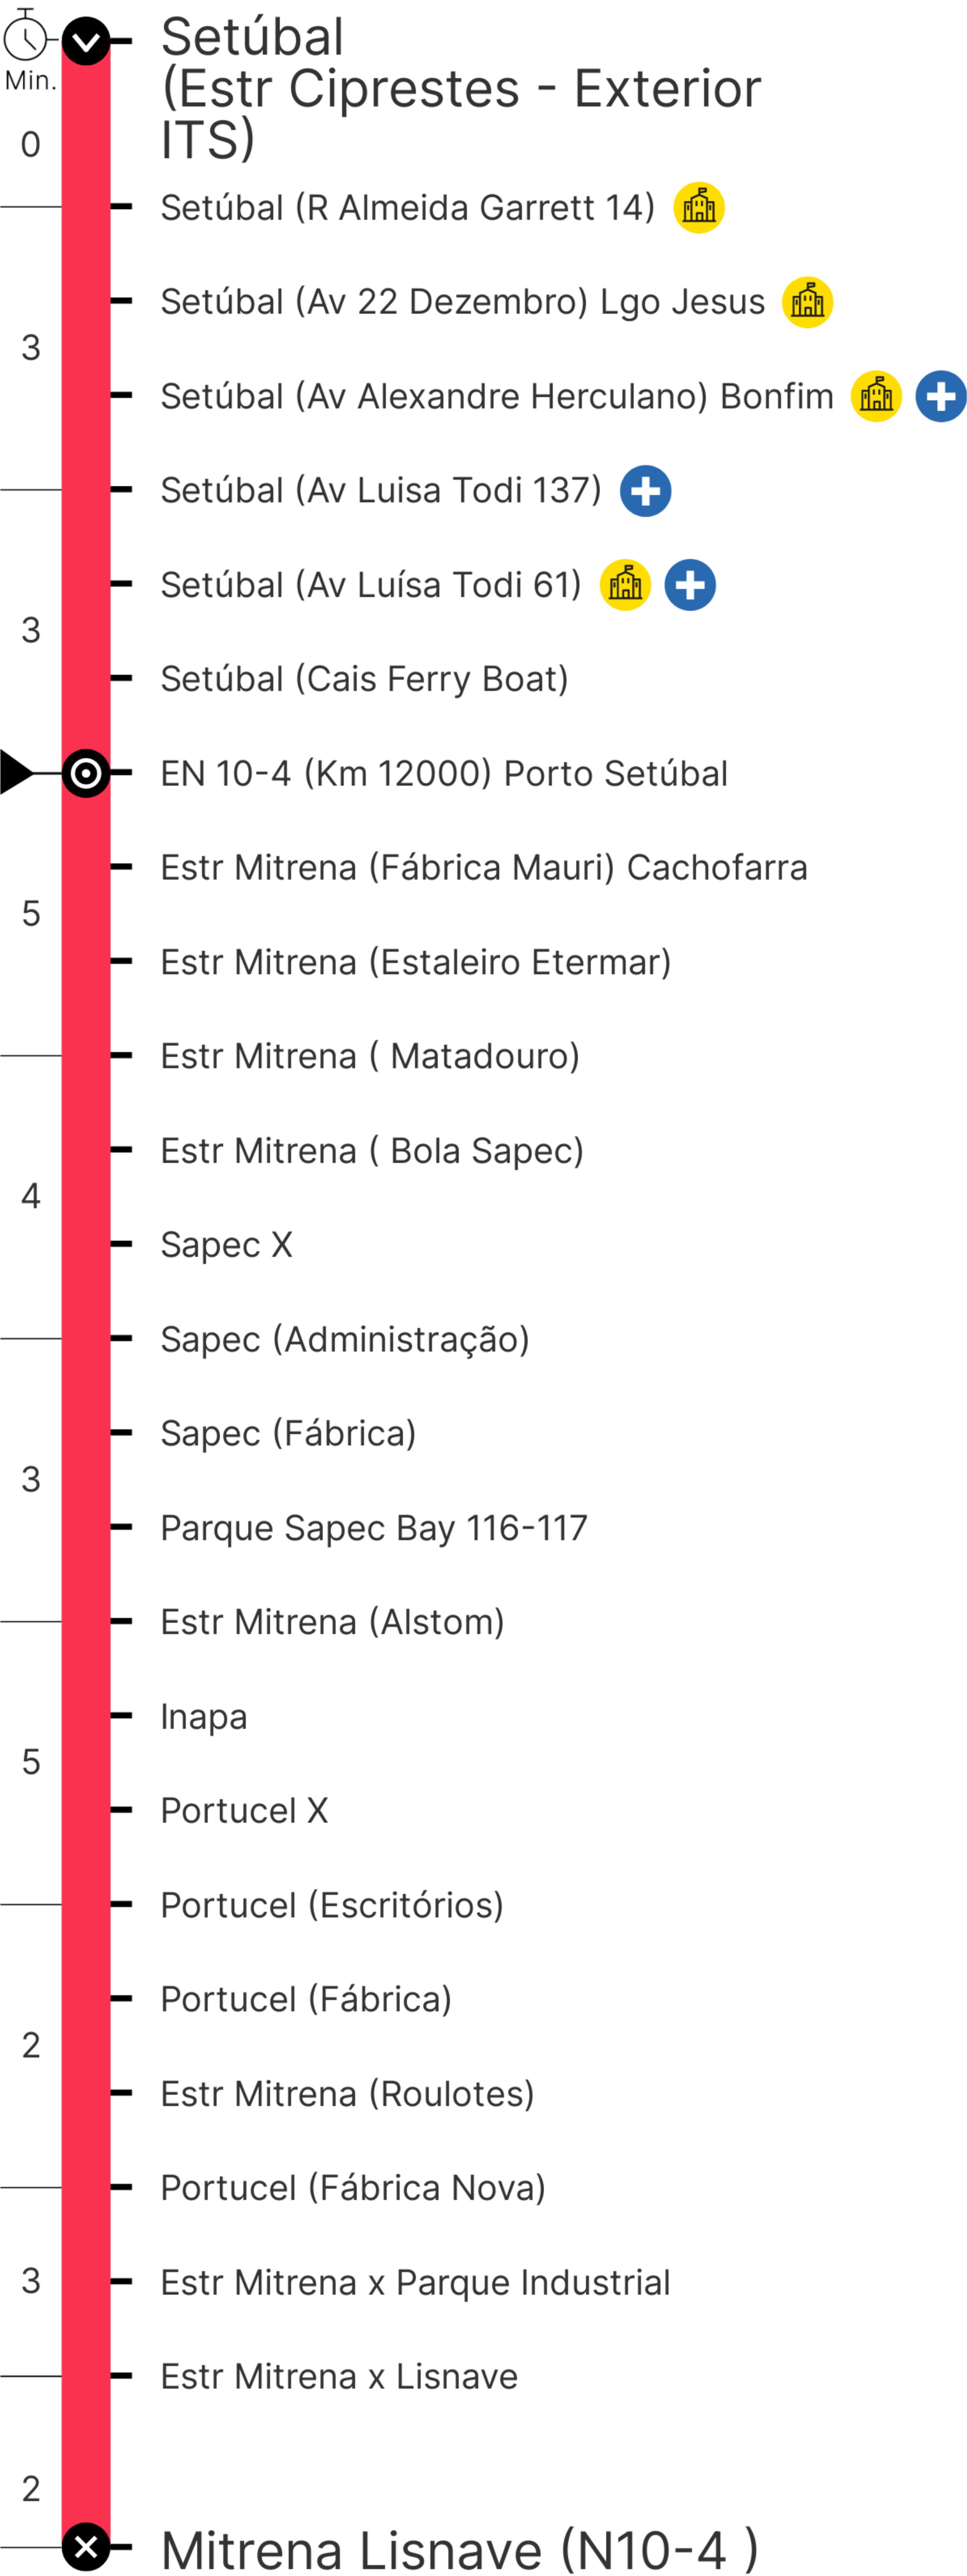 Setúbal
(Estr Ciprestes - Exterior
ITS)
Min.
0
Setúbal (R Almeida Garrett 14)
Setúbal (Av 22 Dezembro) Lgo Jesus
3
Setúbal (Av Alexandre Herculano) Bonfim
Setúbal (Av Luisa Todi 137)
Setúbal (Av Luísa Todi 61)
3
Setúbal (Cais Ferry Boat)
EN 10-4 (Km 12000) Porto Setúbal
Estr Mitrena (Fábrica Mauri) Cachofarra
5
Estr Mitrena (Estaleiro Etermar)
Estr Mitrena ( Matadouro)
Estr Mitrena ( Bola Sapec)
4
Sapec X
Sapec (Administração)
Sapec (Fábrica)
3
Parque Sapec Bay 116-117
Estr Mitrena (Alstom)
Inapa
5
Portucel X
Portucel (Escritórios)
Portucel (Fábrica)
2
Estr Mitrena (Roulotes)
Portucel (Fábrica Nova)
3
Estr Mitrena x Parque Industrial
Estr Mitrena x Lisnave
2
Mitrena Lisnave (N10-4 )